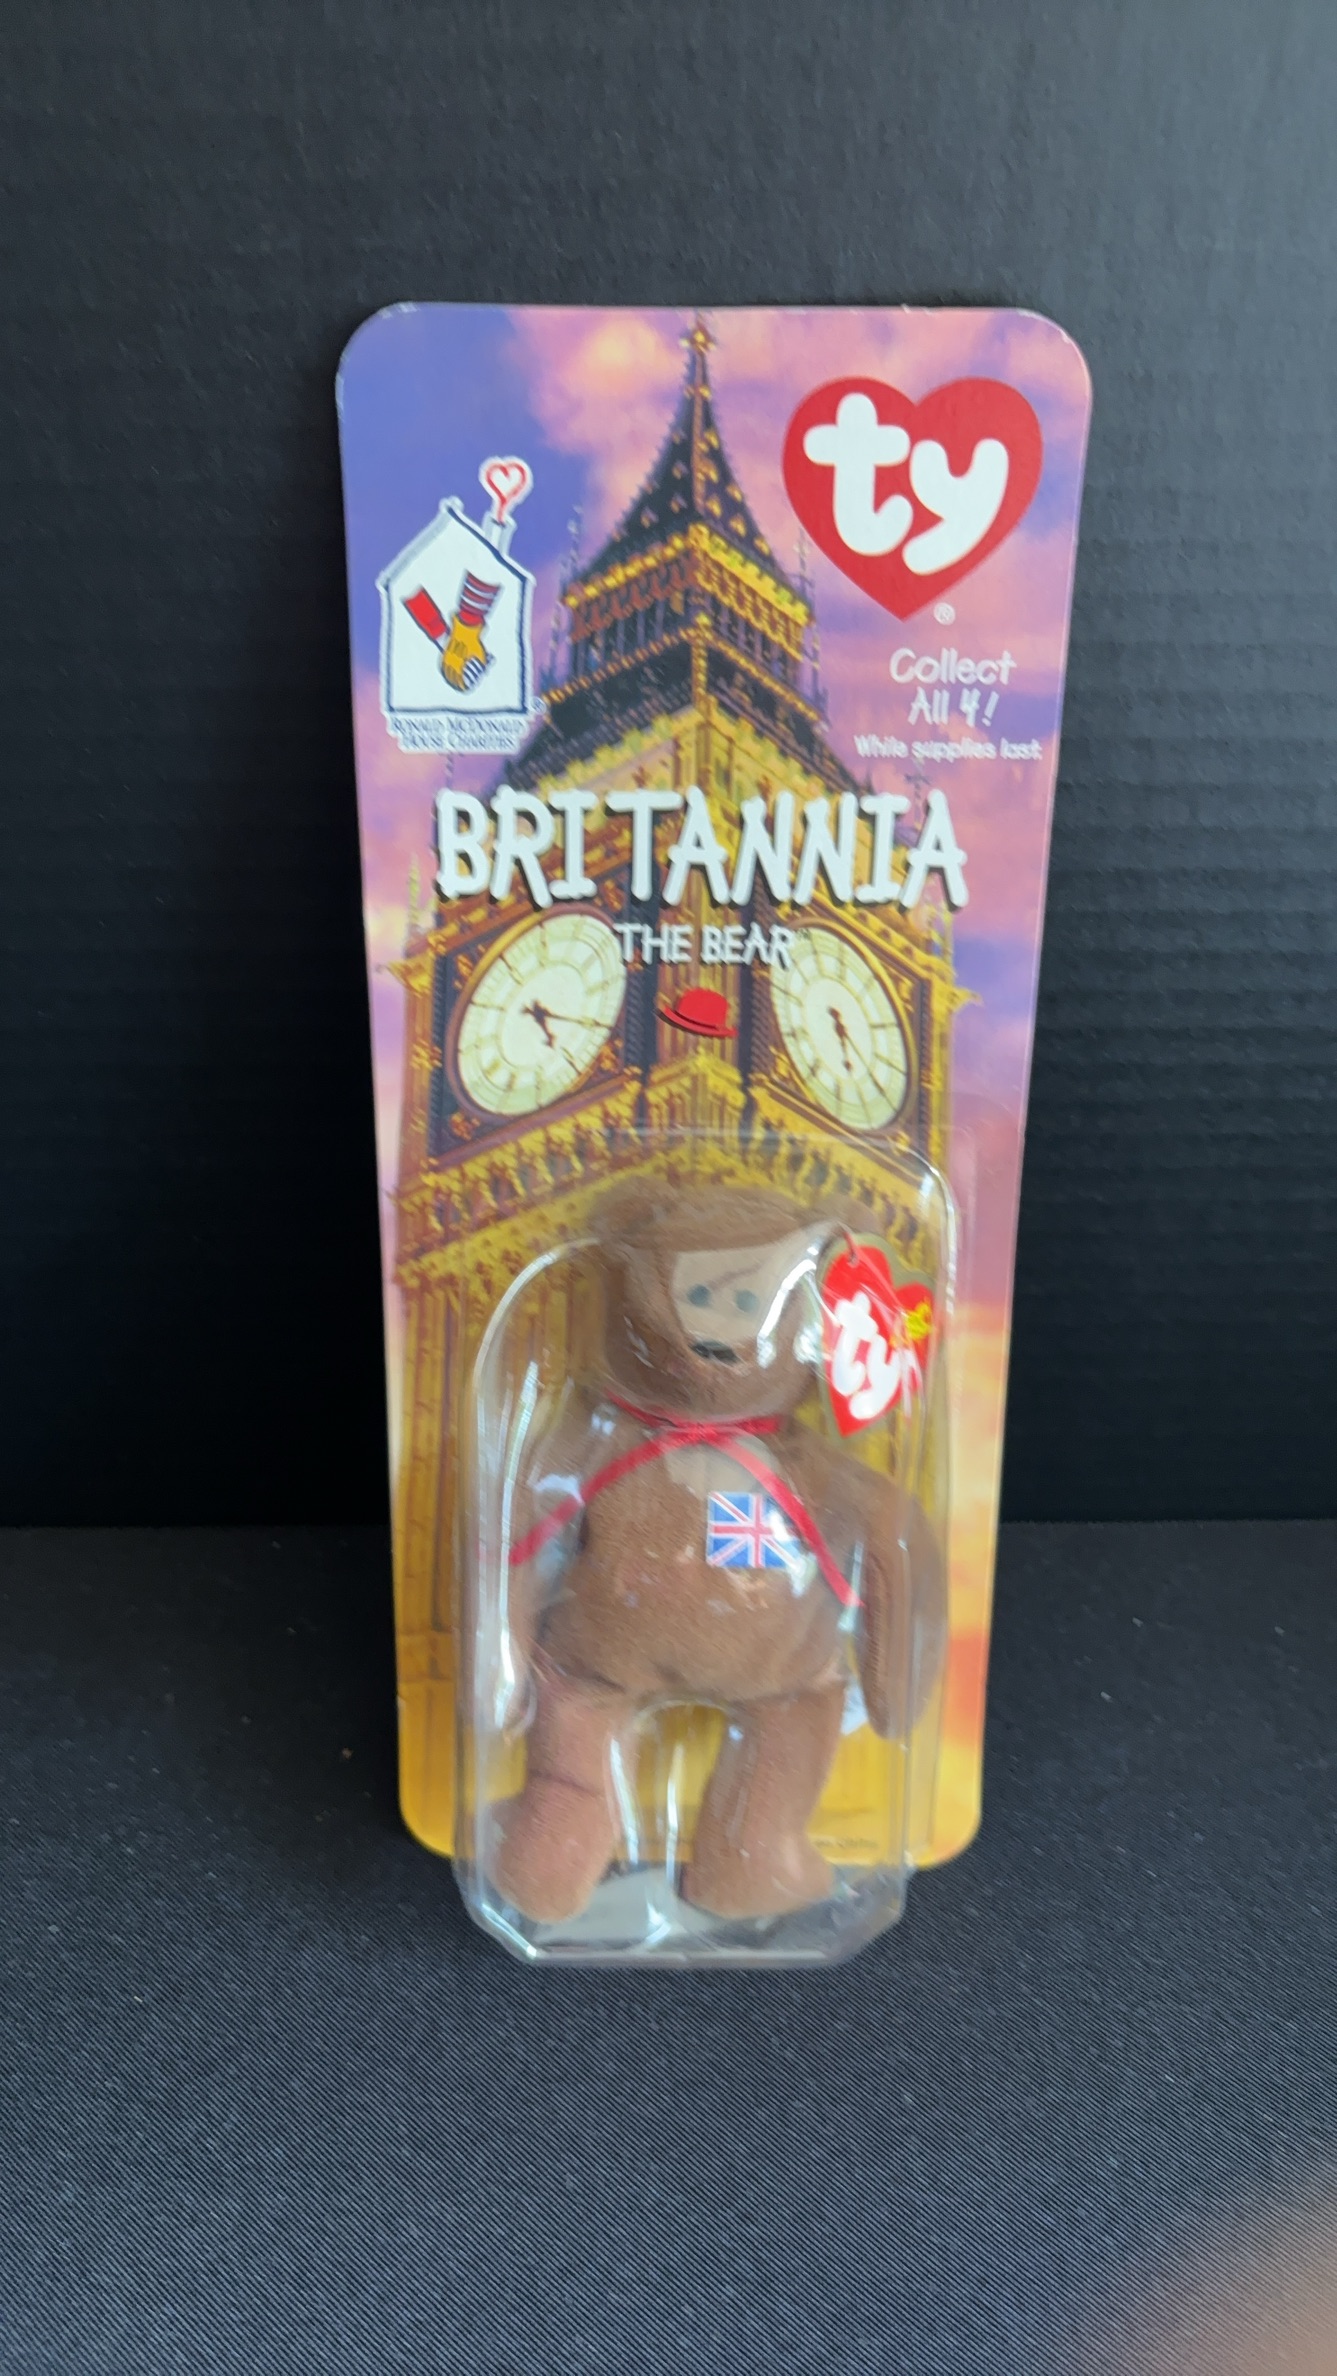 ty
®
Collect
All 4!
While supplies last
RONALD MCDONALD
HOUSE CHARITIES
®
BRITANNIA
THE BEAR
ty